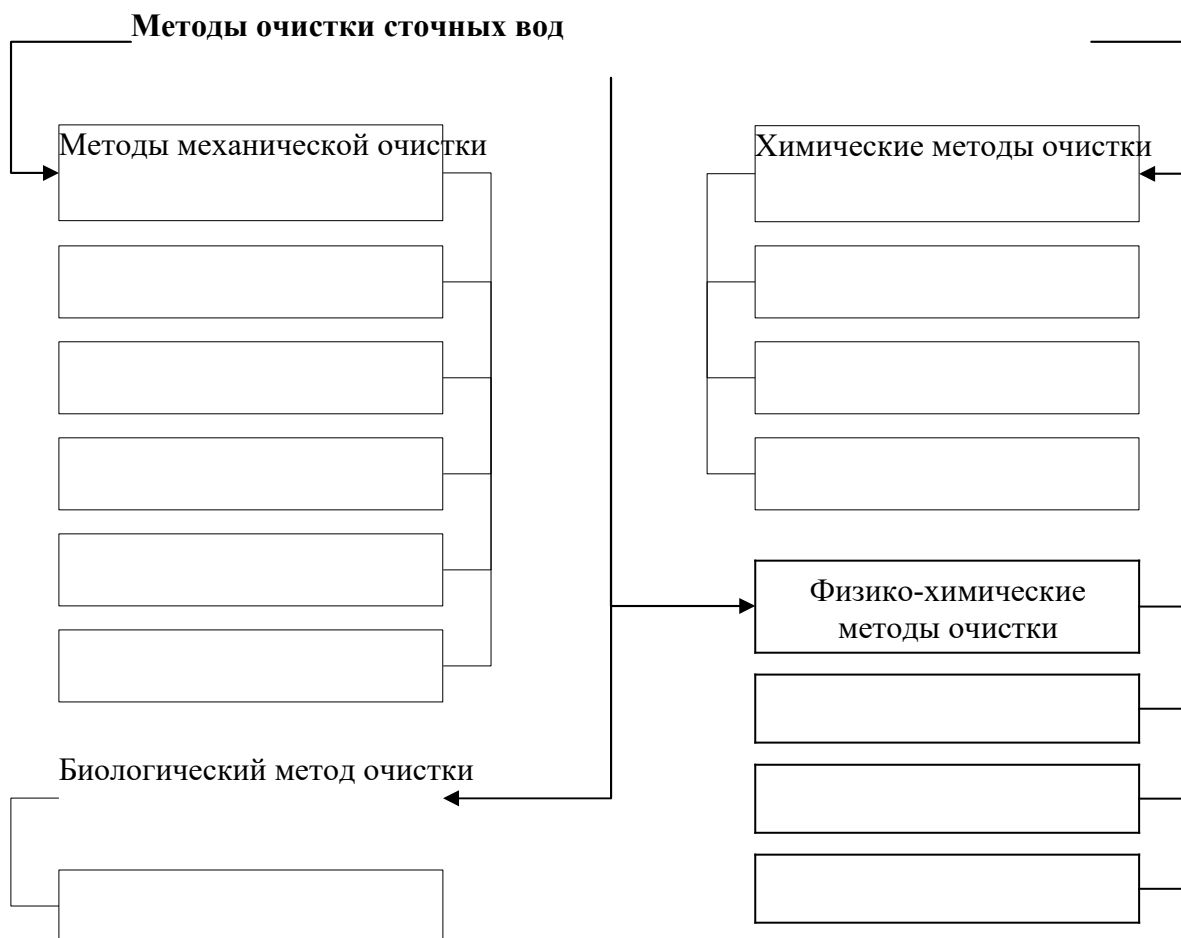 Методы очистки сточных вод
Методы механической очистки
Химические методы очистки
Физико-химические
методы очистки
Биологический метод очистки